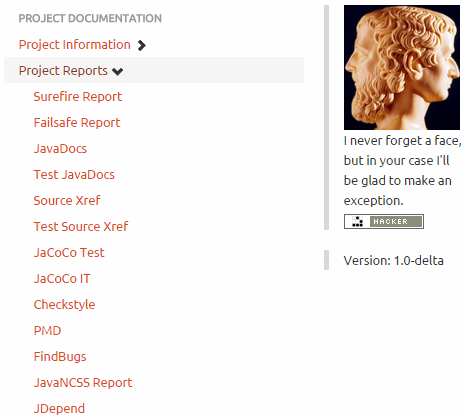 PROJECT DOCUMENTATION
Project Information
Project Reports
Surefire Report
Failsafe Report
JavaDocs
Test JavaDocs
Source Xref
Test Source Xref
JaCoCo Test
JaCoCo IT
Checkstyle
PMD
FindBugs
JavaNCSS Report
JDepend
I never forget a face,
but in your case I'll
be glad to make an
exception.
HACKER
Version: 1.0-delta